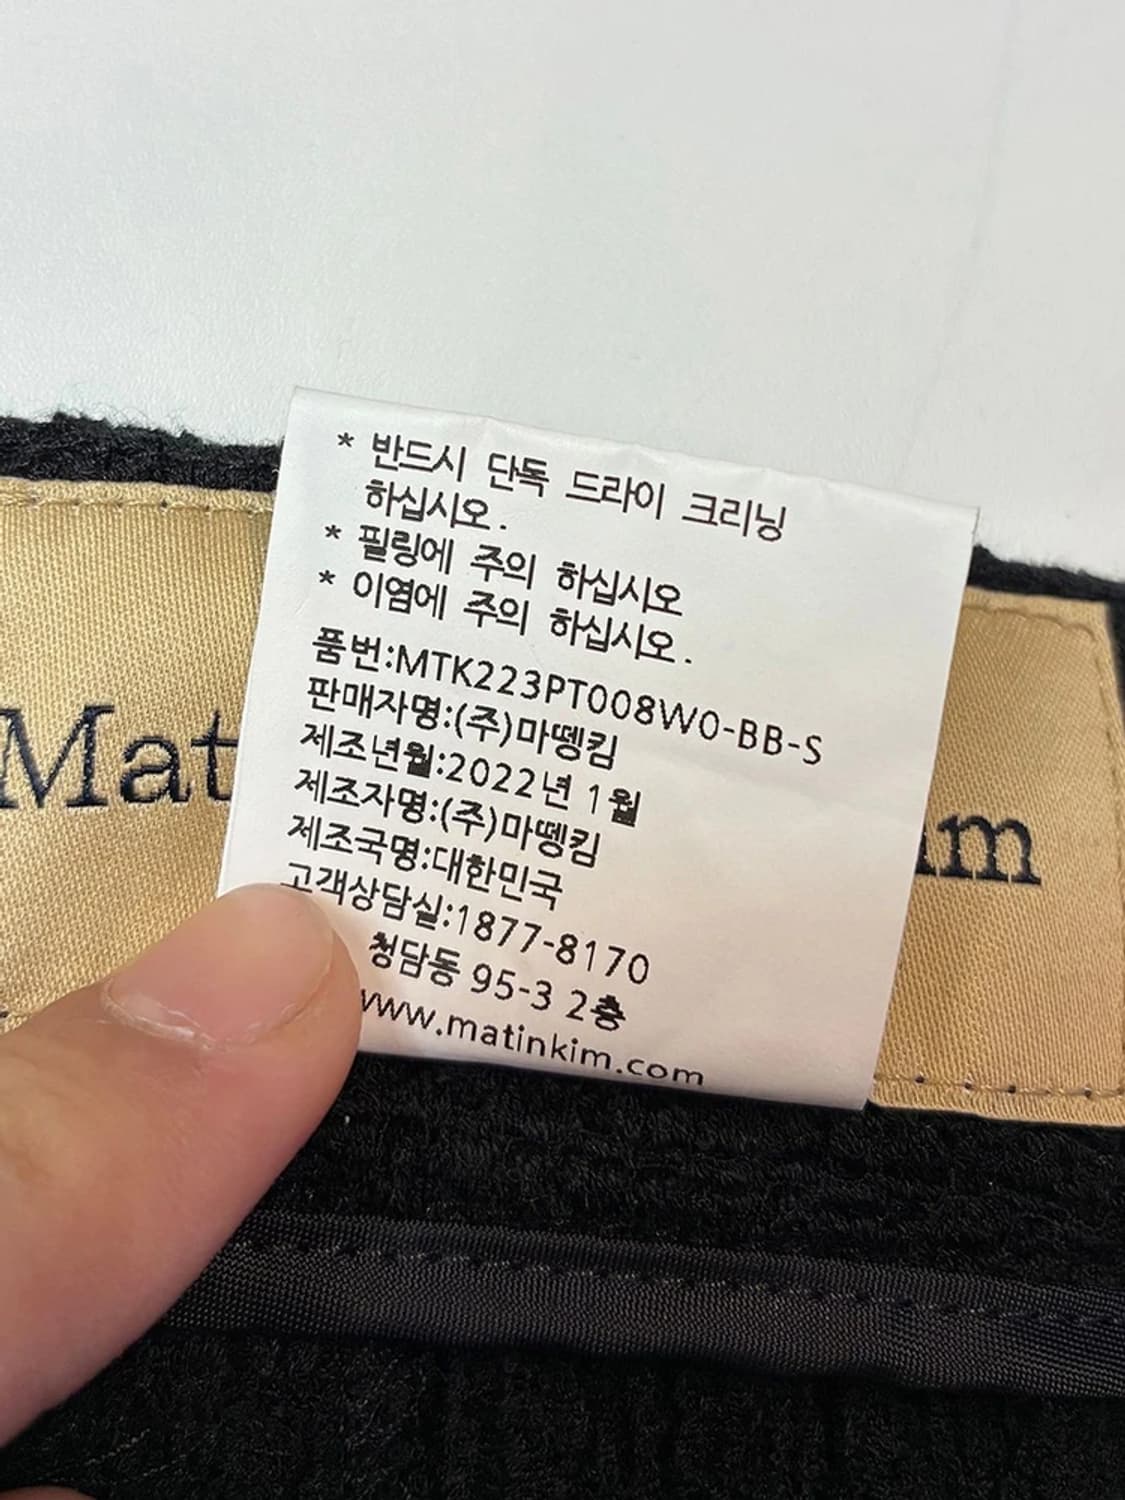 * 반드시 단독 드라이 크리닝
하십시오.
* 필링에 주의 하십시오
* 이염에 주의 하십시오.
품번:MTK223PT008W0-BB-S
판매자명:(주)마뗑킴
제조년월:2022년 1월
제조자명:(주)마뗑킴
제조국명:대한민국
고객상담실:1877-8170
청담동 95-3 2층
www.matinkim.com
Mat
im